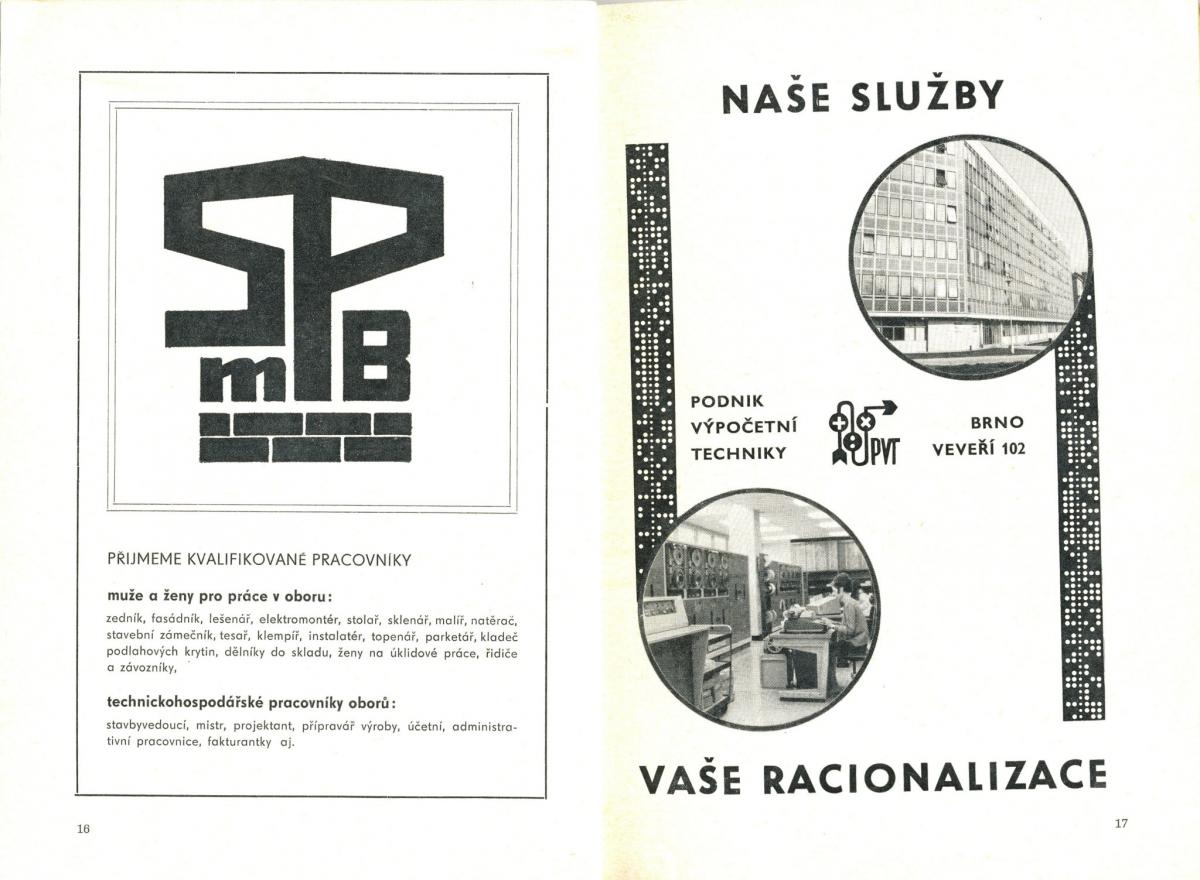 SP
mB
PŘIJMEME KVALIFIKOVANÉ PRACOVNÍKY
muže a ženy pro práce v oboru:
zedník, fasádník, lešenář, elektromontér, stolař, sklenář, malíř, natěrač,
stavební zámečník, tesař, klempíř, instalatér, topenář, parketář, kladeč
podlahových krytin, dělníky do skladu, ženy na úklidové práce, řidiče
a závozníky,
technickohospodářské pracovníky oborů:
stavbyvedoucí, mistr, projektant, přípravář výroby, účetní, administra-
tivní pracovnice, fakturantky aj.
16
NAŠE SLUŽBY
PODNIK
VÝPOČETNÍ
TECHNIKY
PVT
BRNO
VEVEŘÍ 102
VAŠE RACIONALIZACE
17